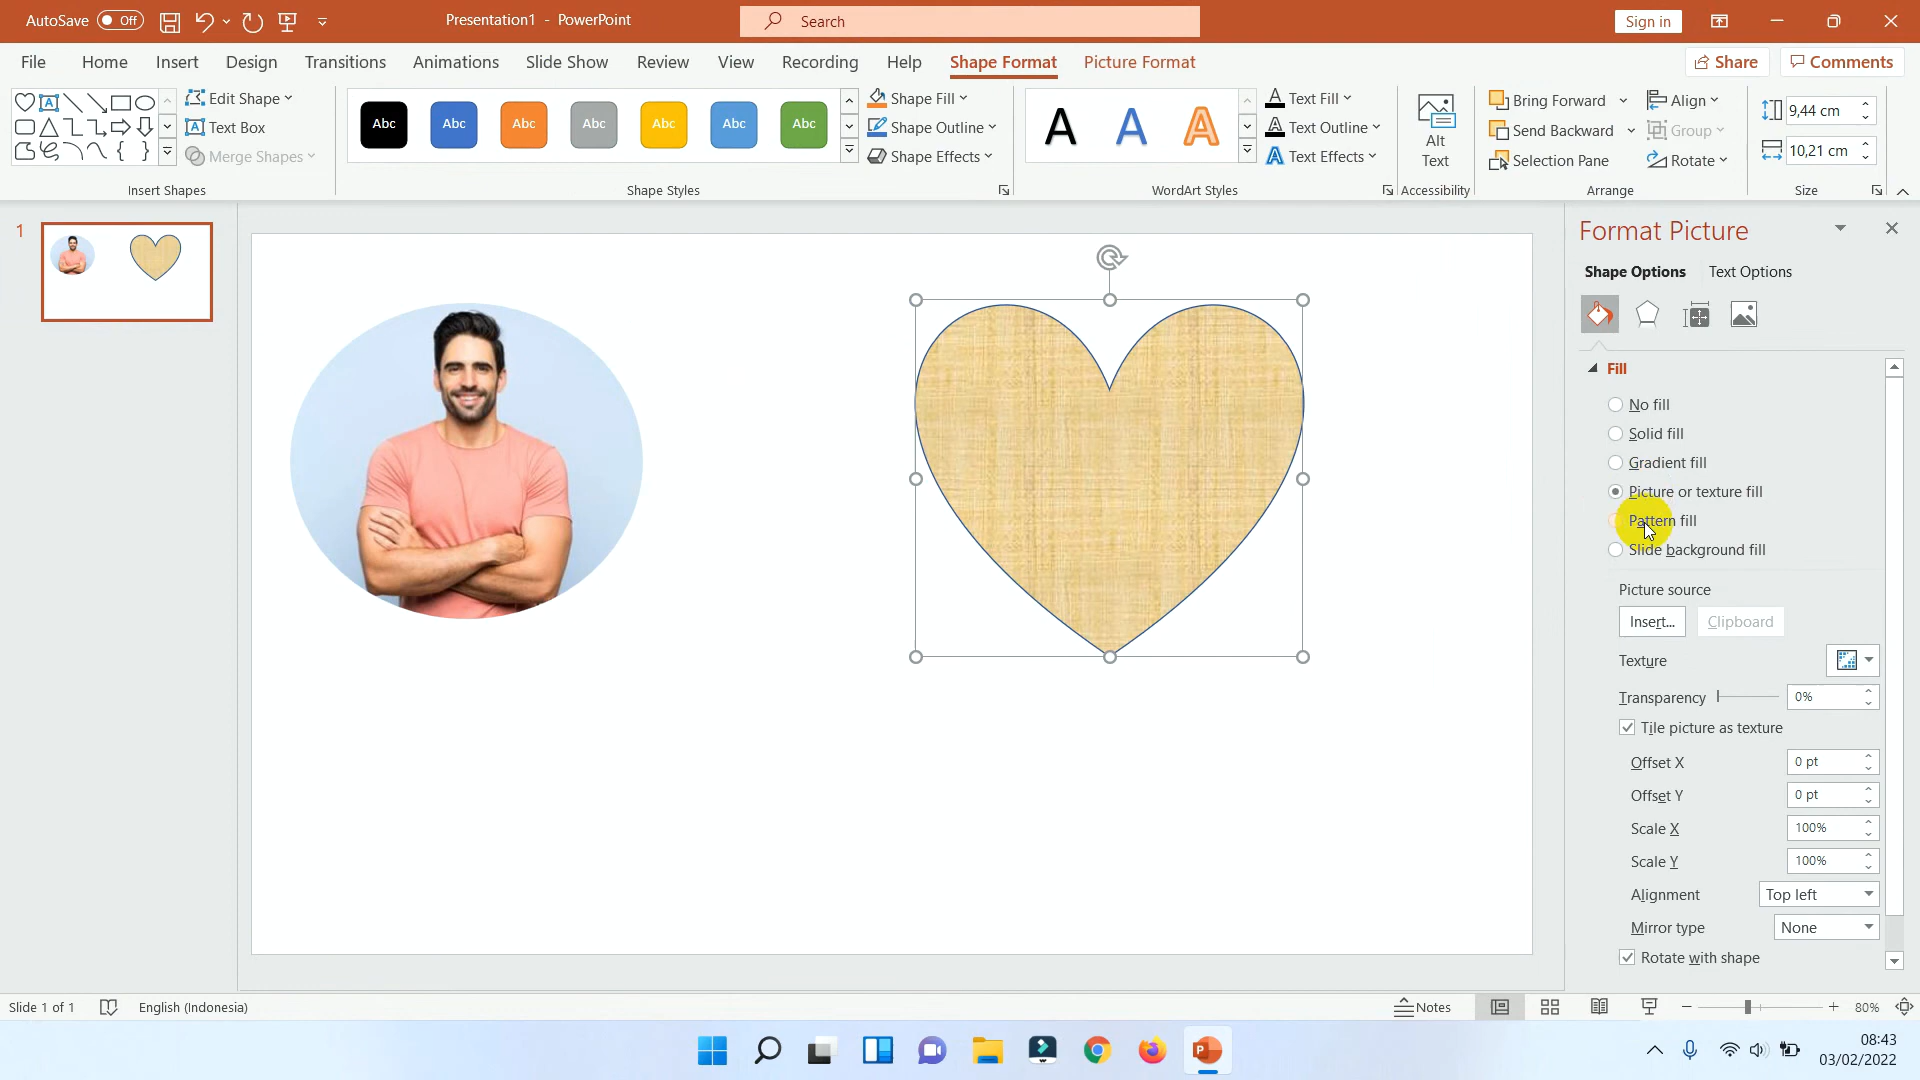 AutoSave Off Presentation1 - PowerPoint Search Sign in
File Home Insert Design Transitions Animations Slide Show Review View Recording Help Shape Format Picture Format Share Comments
Edit Shape
Text Box
Merge Shapes
Insert Shapes
Abc Abc Abc Abc Abc Abc Abc
Shape Styles
Shape Fill
Shape Outline
Shape Effects
A A A
WordArt Styles
Text Fill
Text Outline
Text Effects
Alt
Text
Accessibility
Bring Forward
Send Backward
Selection Pane
Align
Group
Rotate
Arrange
9,44 cm
10,21 cm
Size
1
Format Picture
Shape Options Text Options
Fill
No fill
Solid fill
Gradient fill
Picture or texture fill
Pattern fill
Slide background fill
Picture source
Insert... Clipboard
Texture
Transparency 0%
Tile picture as texture
Offset X 0 pt
Offset Y 0 pt
Scale X 100%
Scale Y 100%
Alignment Top left
Mirror type None
Rotate with shape
Slide 1 of 1 English (Indonesia) Notes 80%
08:43
03/02/2022